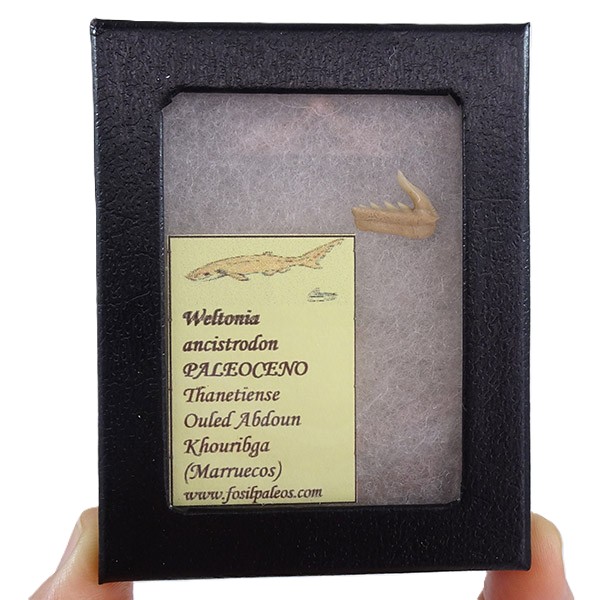 Weltonia
ancistrodon
PALEOCENO
Thanetiense
Ouled Abdoun
Khouribga
(Marruecos)
www.fosilpaleos.com